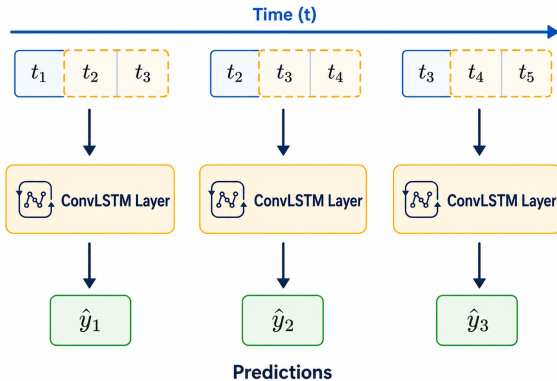 Time (t)
t₁ t₂ t₃ t₂ t₃ t₄ t₃ t₄ t₅
ConvLSTM Layer ConvLSTM Layer ConvLSTM Layer
ŷ₁ ŷ₂ ŷ₃
Predictions